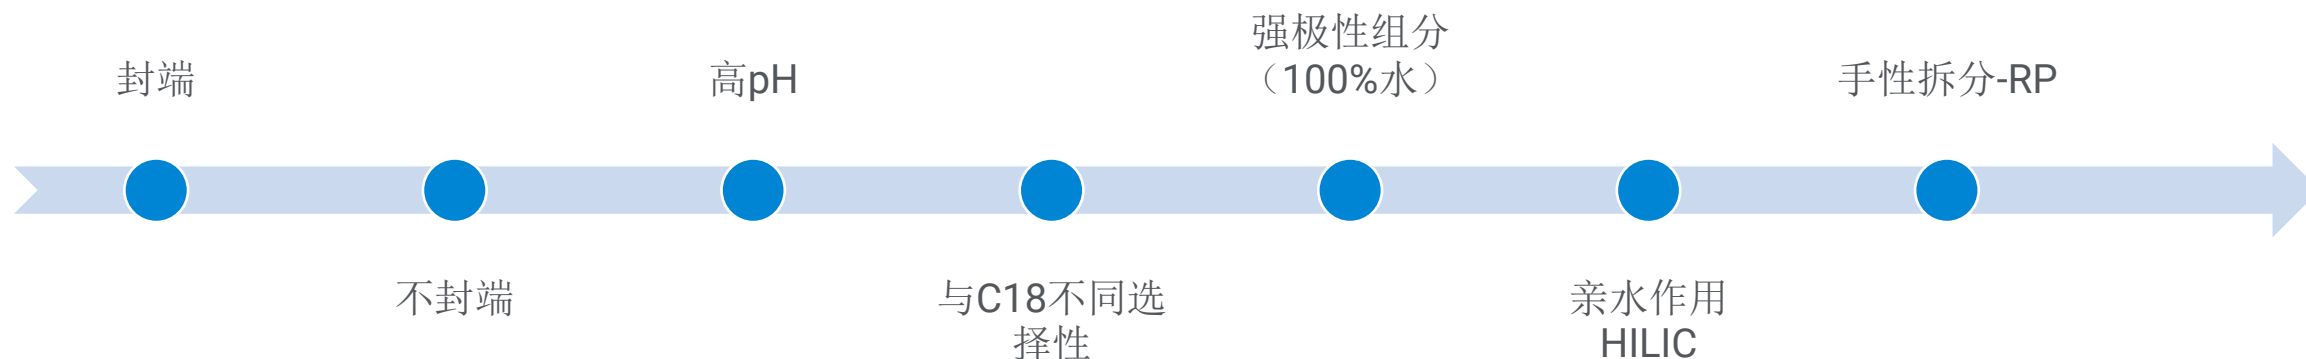 封端
不封端
高pH
与C18不同选
择性
强极性组分
（100%水）
亲水作用
HILIC
手性拆分-RP